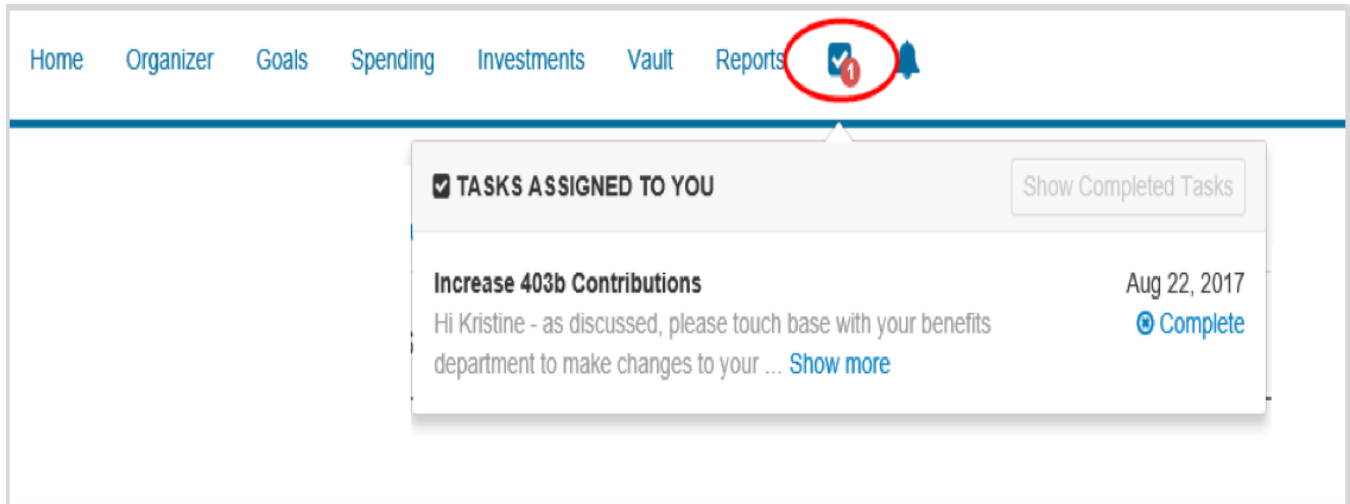 Home Organizer Goals Spending Investments Vault Reports 1
TASKS ASSIGNED TO YOU Show Completed Tasks
Increase 403b Contributions Aug 22, 2017
Hi Kristine - as discussed, please touch base with your benefits Complete
department to make changes to your ... Show more